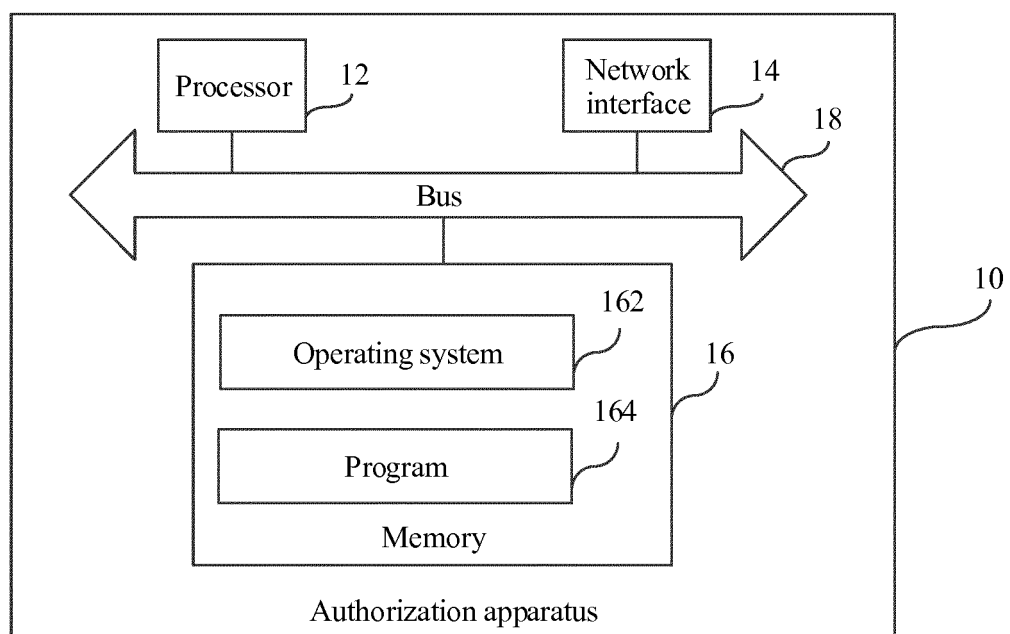 Processor
12
Network
interface
14
18
Bus
10
162
Operating system
16
164
Program
Memory
Authorization apparatus